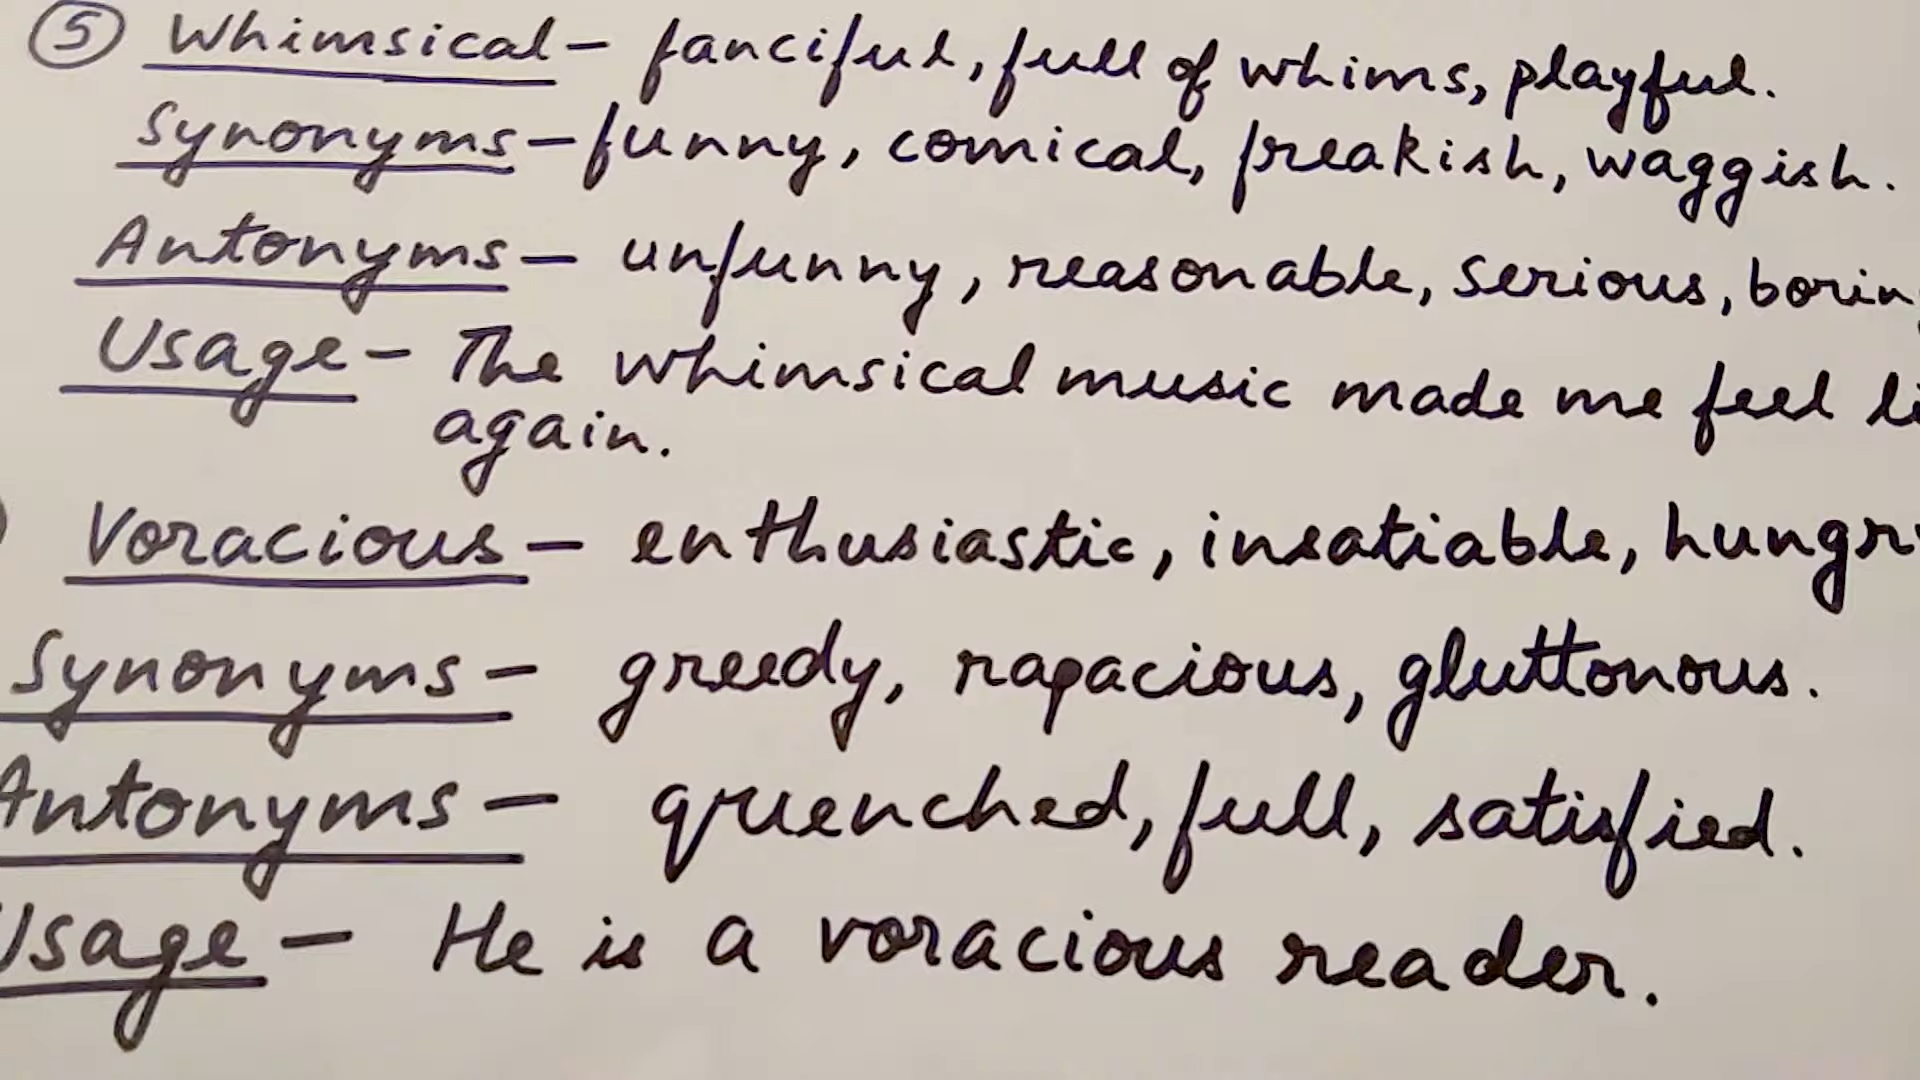 ⑤ Whimsical – fanciful, full of whims, playful.
Synonyms – funny, comical, freakish, waggish.
Antonyms – unfunny, reasonable, serious, borin
Usage – The whimsical music made me feel
again.
Voracious – enthusiastic, insatiable, hungr
Synonyms – greedy, rapacious, gluttonous.
Antonyms – quenched, full, satisfied.
Usage – He is a voracious reader.